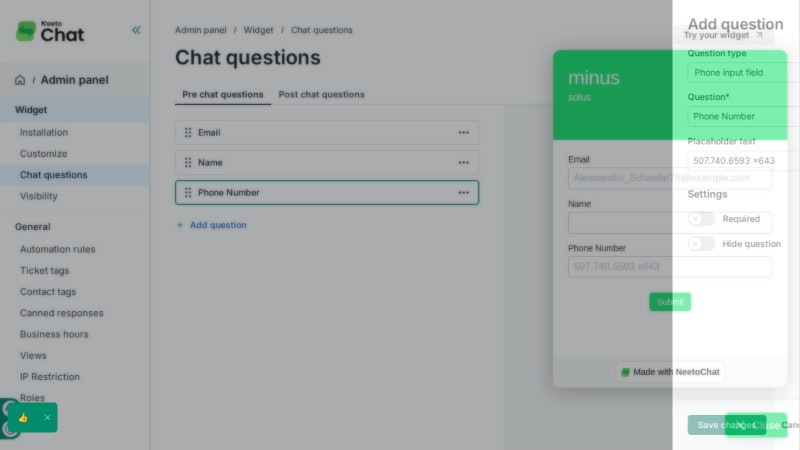 Neeto
Chat
/ Admin panel
Widget
Installation
Customize
Chat questions
Visibility
General
Automation rules
Ticket tags
Contact tags
Canned responses
Business hours
Views
IP Restriction
Roles
Admin panel / Widget / Chat questions
Chat questions
Pre chat questions
Post chat questions
Email
Name
Phone Number
Add question
Try your widget
minus
solus
Email
Alessandro_Schaefer78@example.com
Name
Phone Number
507.740.6593 x643
Submit
Made with NeetoChat
Add question
Question type
Phone input field
Question*
Phone Number
Placeholder text
507.740.6593 x643
Settings
Required
Hide question
Save changes
Close